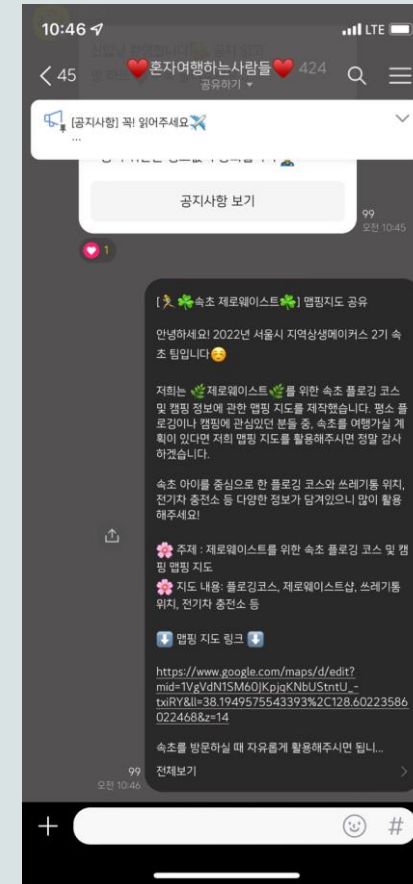 10:46
LTE
45
❤️혼자여행하는사람들❤️ 424
공유하기
[공지사항] 꼭! 읽어주세요✈️
...
공지사항 보기
99
오전 10:45
1
[🏃☘️속초 제로웨이스트☘️] 맵핑지도 공유
안녕하세요! 2022년 서울시 지역상생메이커스 2기 속
초 팀입니다☺️
저희는 🌿제로웨이스트🌿를 위한 속초 플로깅 코스
및 캠핑 정보에 관한 맵핑 지도를 제작했습니다. 평소 플
로깅이나 캠핑에 관심있던 분들 중, 속초를 여행가실 계
획이 있다면 저희 맵핑 지도를 활용해주시면 정말 감사
하겠습니다.
속초 아이를 중심으로 한 플로깅 코스와 쓰레기통 위치,
전기차 충전소 등 다양한 정보가 담겨있으니 많이 활용
해주세요!
🌸 주제 : 제로웨이스트를 위한 속초 플로깅 코스 및 캠
핑 맵핑 지도
🌸 지도 내용: 플로깅코스, 제로웨이스트샵, 쓰레기통
위치, 전기차 충전소 등
⬇️ 맵핑 지도 링크 ⬇️
https://www.google.com/maps/d/edit?
mid=1VgVdN1SM60JKpjqKNbUStntU_-
txiRY&ll=38.1949575543393%2C128.60223586
022468&z=14
속초를 방문하실 때 자유롭게 활용해주시면 됩니...
전체보기
99
오전 10:46
#